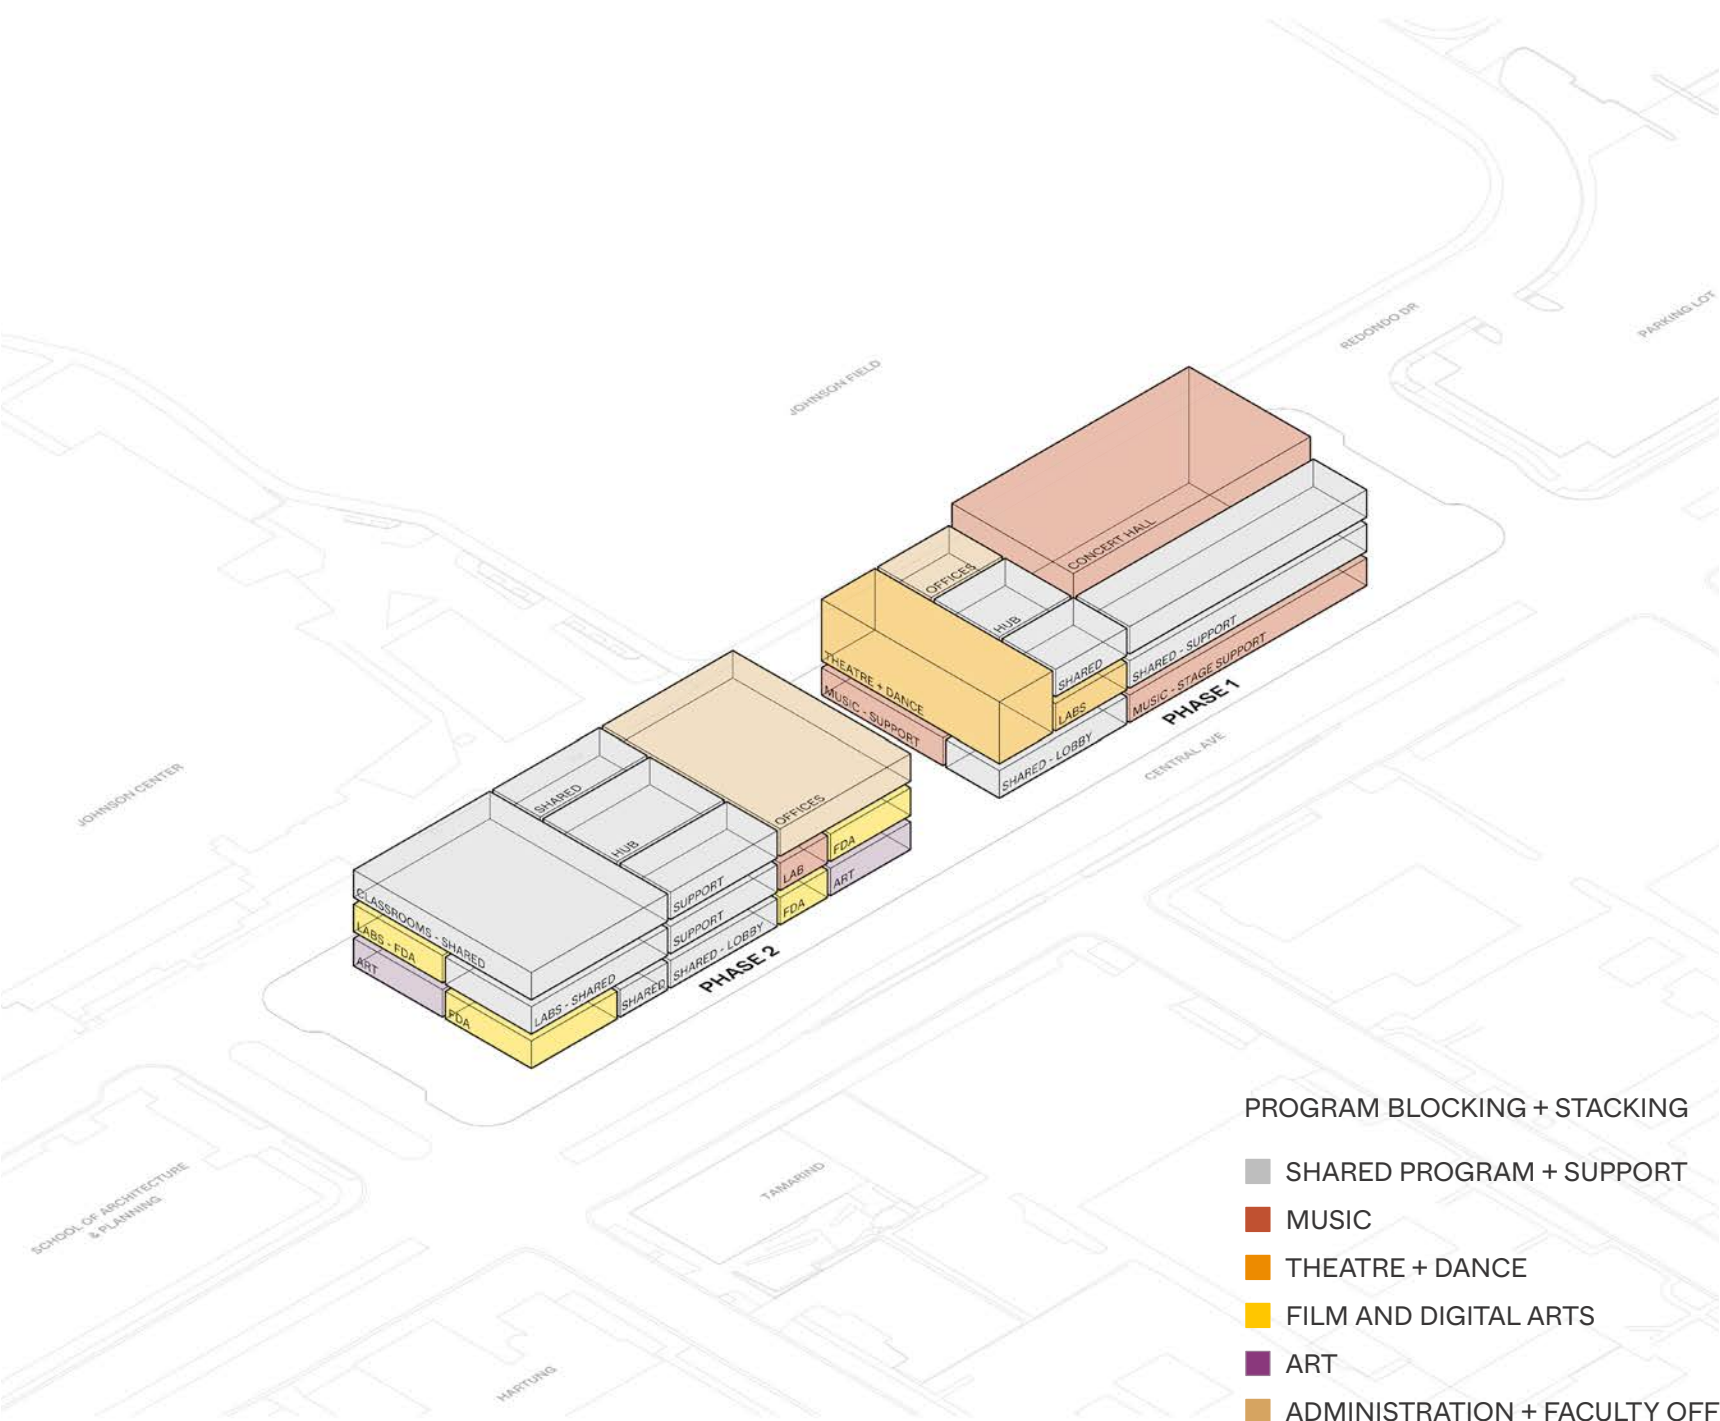 REDONDO DR
PARKING LOT
JOHNSON FIELD
CONCERT HALL
OFFICES
HUB
SHARED
THEATRE + DANCE
LABS
SHARED - SUPPORT
MUSIC - SUPPORT
MUSIC - STAGE SUPPORT
SHARED - LOBBY
PHASE 1
CENTRAL AVE
JOHNSON CENTER
SHARED
OFFICES
HUB
FDA
LAB
ART
SUPPORT
CLASSROOMS - SHARED
FDA
SUPPORT
LABS - FDA
SHARED - LOBBY
ART
LABS - SHARED
SHARED
FDA
PHASE 2
SCHOOL OF ARCHITECTURE
& PLANNING
TAMARIND
HARTUNG
PROGRAM BLOCKING + STACKING
SHARED PROGRAM + SUPPORT
MUSIC
THEATRE + DANCE
FILM AND DIGITAL ARTS
ART
ADMINISTRATION + FACULTY OFF